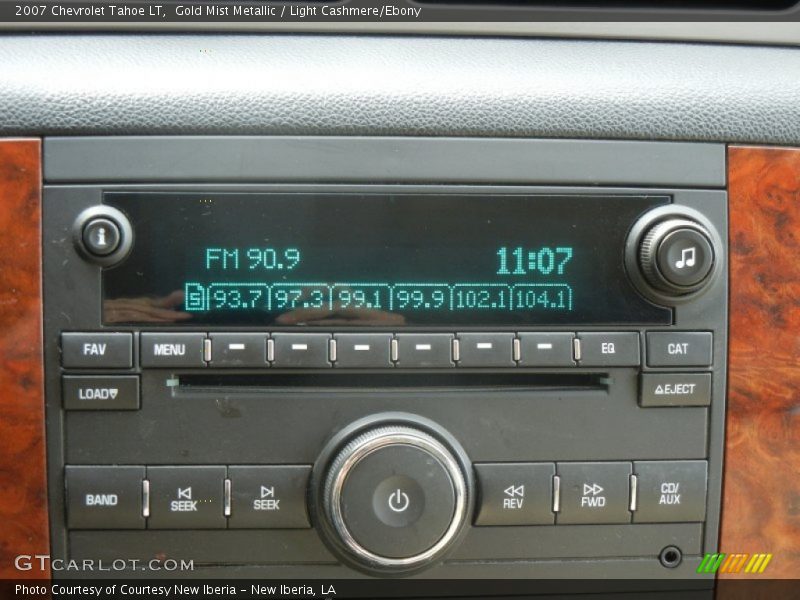 2007 Chevrolet Tahoe LT,  Gold Mist Metallic / Light Cashmere/Ebony
i
FM 90.9 11:07
5 93.7 97.3 99.1 99.9 102.1 104.1
FAV MENU EQ CAT
LOAD EJECT
BAND SEEK SEEK REV FWD CD/AUX
GTCARLOT.COM
Photo Courtesy of Courtesy New Iberia – New Iberia, LA